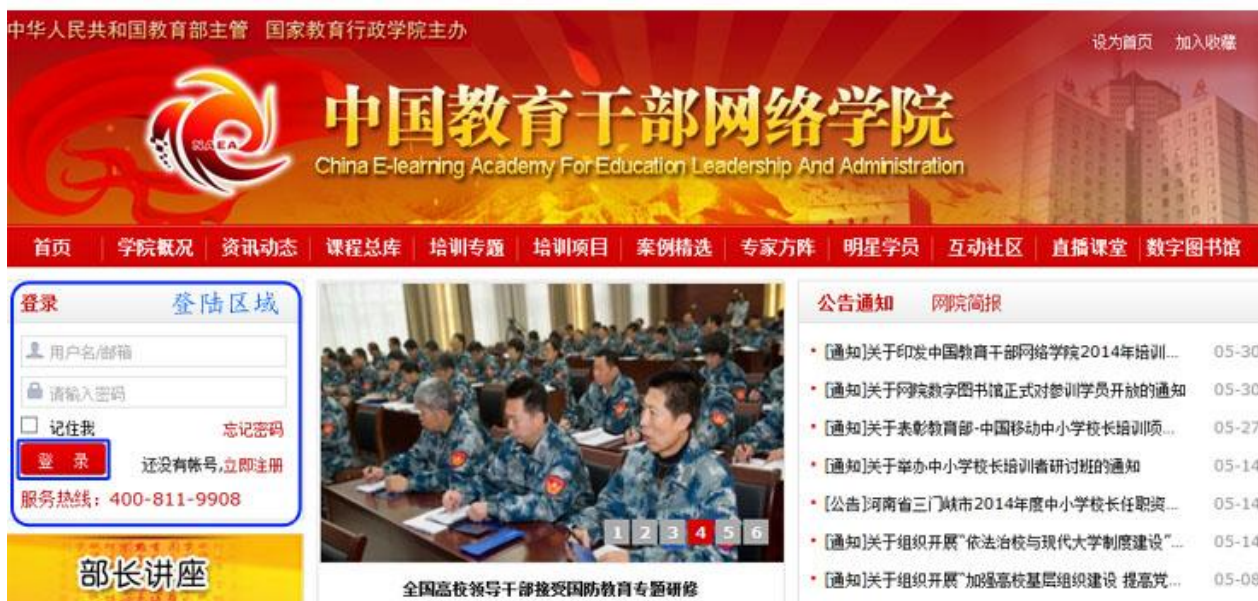 中华人民共和国教育部主管 国家教育行政学院主办
设为首页 加入收藏
NAEA
中国教育干部网络学院
China E-learning Academy For Education Leadership And Administration
首页 学院概况 资讯动态 课程总库 培训专题 培训项目 案例精选 专家方阵 明星学员 互动社区 直播课堂 数字图书馆
登录 登陆区域
用户名/邮箱
请输入密码
记住我 忘记密码
登 录 还没有帐号,立即注册
服务热线：400-811-9908
部长讲座
1 2 3 4 5 6
全国高校领导干部接受国防教育专题研修
公告通知 网院简报
[通知]关于印发中国教育干部网络学院2014年培训... 05-30
[通知]关于网院数字图书馆正式对参训学员开放的通知 05-30
[通知]关于表彰教育部-中国移动中小学校长培训项... 05-27
[通知]关于举办中小学校长培训者研讨班的通知 05-14
[公告]河南省三门峡市2014年度中小学校长任职资... 05-14
[通知]关于组织开展"依法治校与现代大学制度建设"... 05-14
[通知]关于组织开展"加强高校基层组织建设 提高党... 05-08